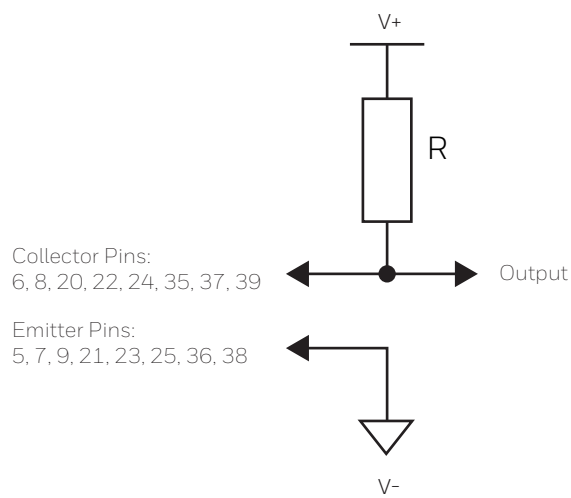 V+
R
Collector Pins:
6, 8, 20, 22, 24, 35, 37, 39
Output
Emitter Pins:
5, 7, 9, 21, 23, 25, 36, 38
V-